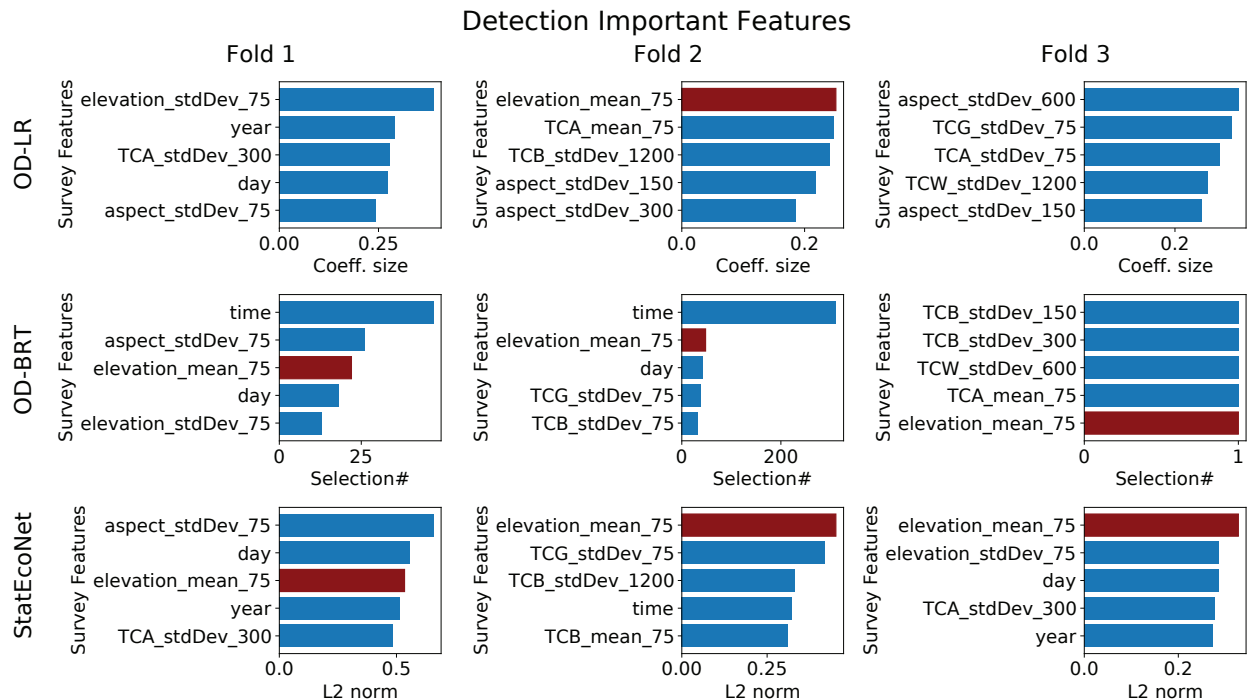 Detection Important Features
Fold 1
Fold 2
Fold 3
OD-LR
Survey Features
elevation_stdDev_75
year
TCA_stdDev_300
day
aspect_stdDev_75
0.00
0.25
Coeff. size
Survey Features
elevation_mean_75
TCA_mean_75
TCB_stdDev_1200
aspect_stdDev_150
aspect_stdDev_300
0.0
0.2
Coeff. size
Survey Features
aspect_stdDev_600
TCG_stdDev_75
TCA_stdDev_75
TCW_stdDev_1200
aspect_stdDev_150
0.0
0.2
Coeff. size
OD-BRT
Survey Features
time
aspect_stdDev_75
elevation_mean_75
day
elevation_stdDev_75
0
25
Selection#
Survey Features
time
elevation_mean_75
day
TCG_stdDev_75
TCB_stdDev_75
0
200
Selection#
Survey Features
TCB_stdDev_150
TCB_stdDev_300
TCW_stdDev_600
TCA_mean_75
elevation_mean_75
0
1
Selection#
StatEcoNet
Survey Features
aspect_stdDev_75
day
elevation_mean_75
year
TCA_stdDev_300
0.0
0.5
L2 norm
Survey Features
elevation_mean_75
TCG_stdDev_75
TCB_stdDev_1200
time
TCB_mean_75
0.00
0.25
L2 norm
Survey Features
elevation_mean_75
elevation_stdDev_75
day
TCA_stdDev_300
year
0.0
0.2
L2 norm